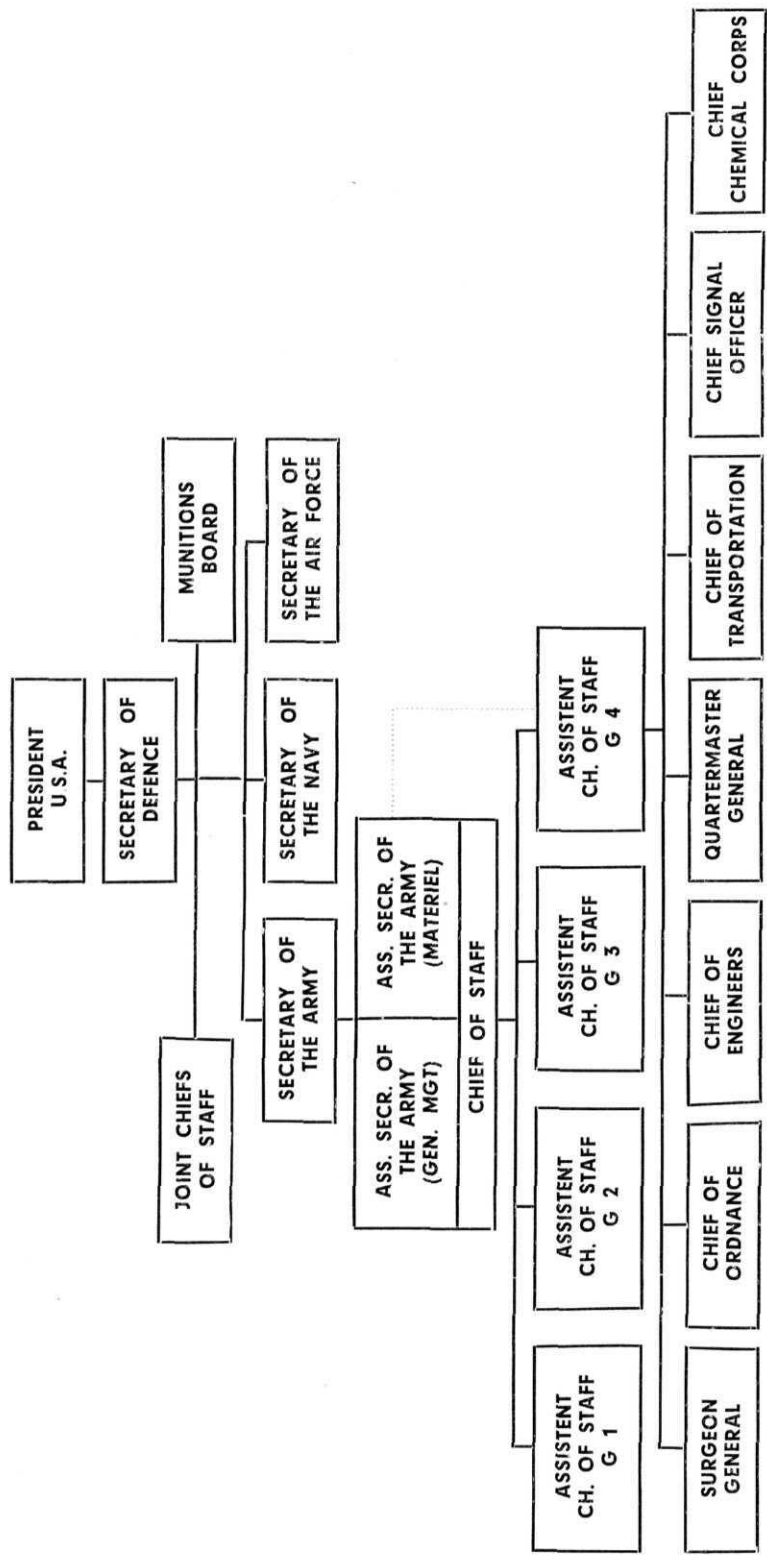 PRESIDENT
U S.A.
SECRETARY OF
DEFENCE
JOINT CHIEFS
OF STAFF
MUNITIONS
BOARD
SECRETARY OF
THE ARMY
SECRETARY OF
THE NAVY
SECRETARY OF
THE AIR FORCE
ASS. SECR. OF
THE ARMY
(GEN. MGT)
ASS. SECR. OF
THE ARMY
(MATERIEL)
CHIEF OF STAFF
ASSISTENT
CH. OF STAFF
G 1
ASSISTENT
CH. OF STAFF
G 2
ASSISTENT
CH. OF STAFF
G 3
ASSISTENT
CH. OF STAFF
G 4
SURGEON
GENERAL
CHIEF OF
ORDNANCE
CHIEF OF
ENGINEERS
QUARTERMASTER
GENERAL
CHIEF OF
TRANSPORTATION
CHIEF SIGNAL
OFFICER
CHIEF
CHEMICAL CORPS